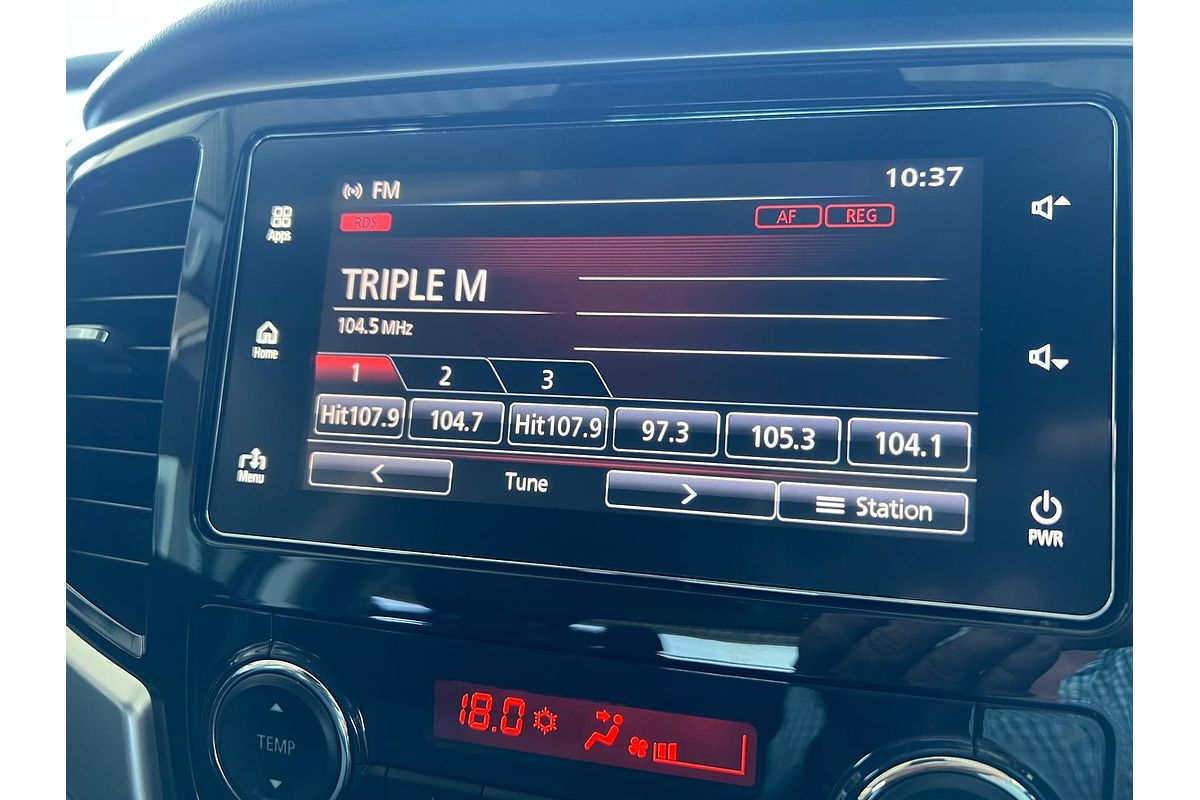 FM
10:37
RDS
AF
REG
Apps
TRIPLE M
104.5 MHz
Home
1
2
3
Hit107.9
104.7
Hit107.9
97.3
105.3
104.1
Menu
<
Tune
>
Station
PWR
18.0
TEMP